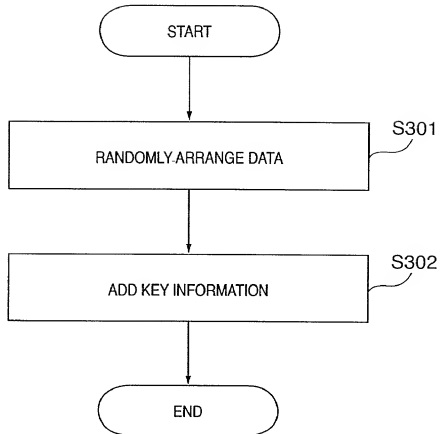 START
S301
RANDOMLY ARRANGE DATA
S302
ADD KEY INFORMATION
END